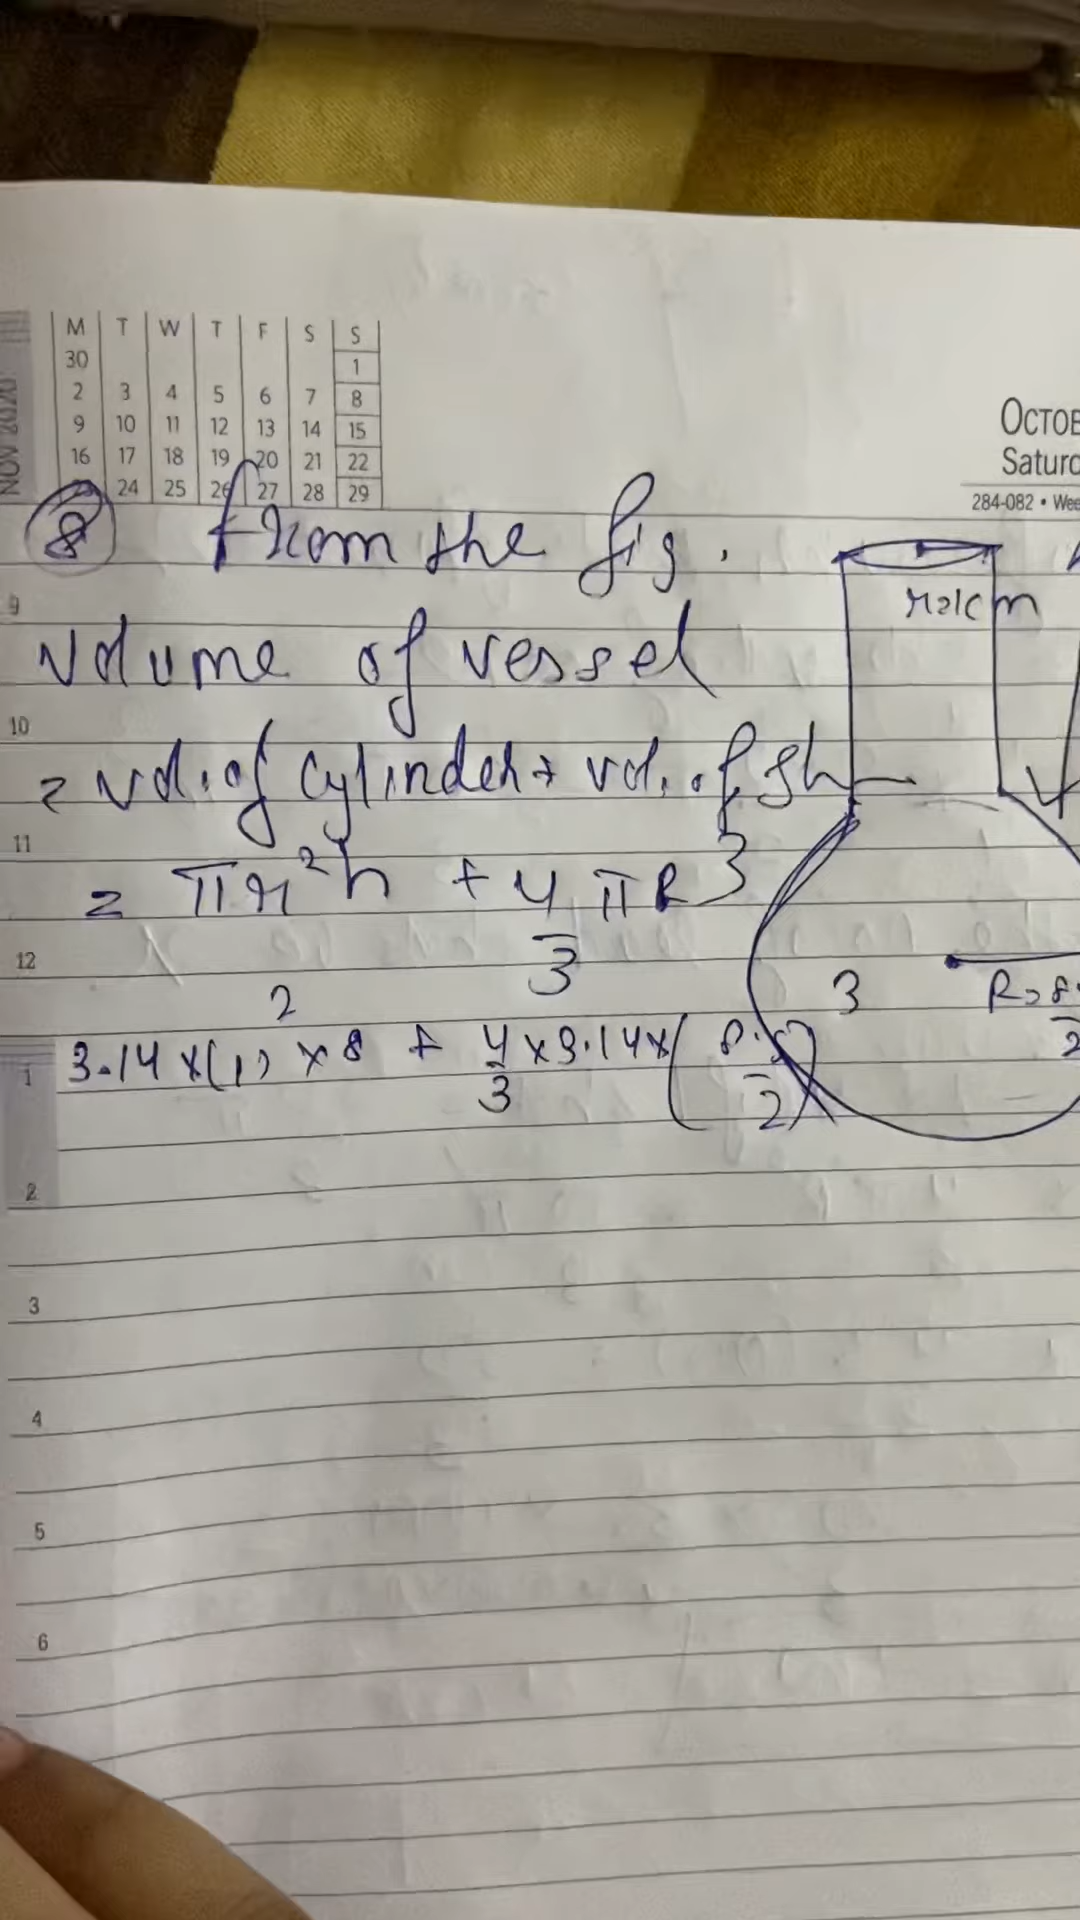 NOV 2020
M T W T F S S
30 1
2 3 4 5 6 7 8
9 10 11 12 13 14 15
16 17 18 19 20 21 22
24 25 26 27 28 29
OCTOB
Saturd
284-082 • Wee
8 from the fig.
r=1cm
9
volume of vessel
10
= vol. of cylinder + vol. of sh
11
= πr²h + 4/3 πR³
12
R=8.
2
3.14 x (1)² x 8 + 4/3 x 3.14 x (8.5/2)³
1
2
3
4
5
6